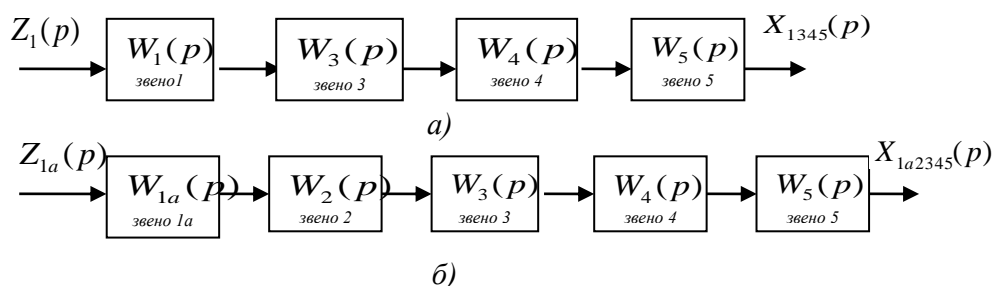 Z₁(p) W₁(p) W₃(p) W₄(p) W₅(p) X₁₃₄₅(p)
звено1 звено 3 звено 4 звено 5
а)
Z₁ₐ(p) W₁ₐ(p) W₂(p) W₃(p) W₄(p) W₅(p) X₁ₐ₂₃₄₅(p)
звено 1а звено 2 звено 3 звено 4 звено 5
б)